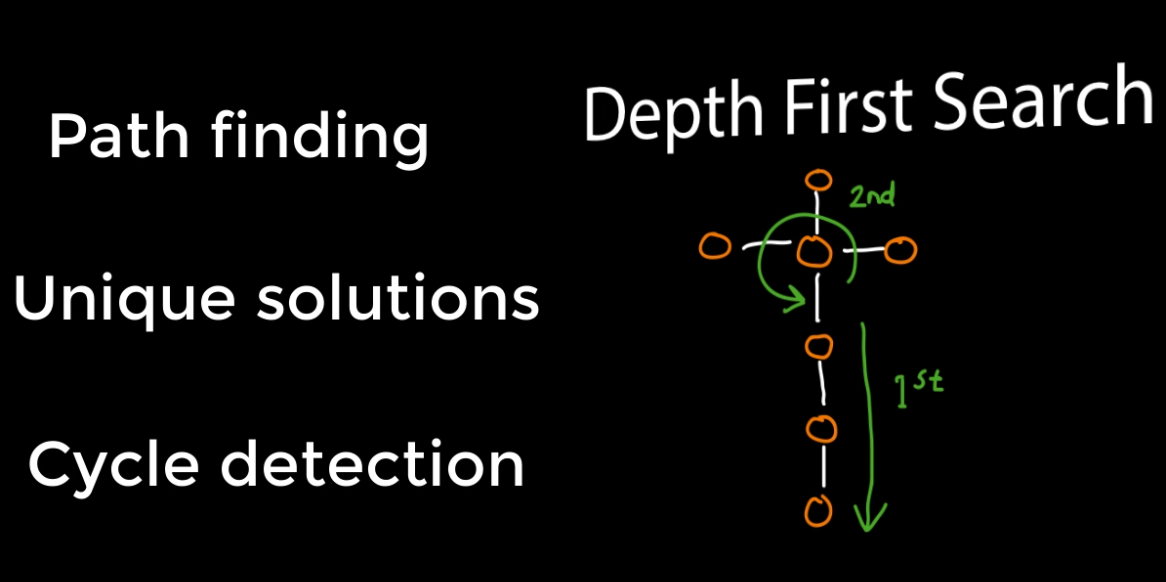 Path finding
Unique solutions
Cycle detection
Depth First Search
2nd
1st